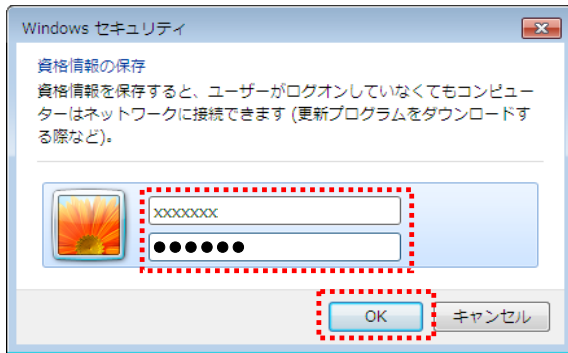 Windows セキュリティ
資格情報の保存
資格情報を保存すると、ユーザーがログオンしていなくてもコンピュー
ターはネットワークに接続できます (更新プログラムをダウンロードす
る際など)。
xxxxxxx
●●●●●●
OK
キャンセル